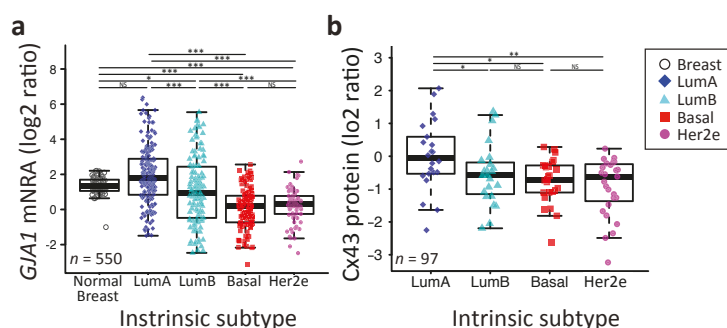 a
GJA1 mNRA (log2 ratio)
6
4
2
0
-2
***
***
***
***
*
***
NS
***
***
NS
n = 550
Normal
Breast
LumA
LumB
Basal
Her2e
Instrinsic subtype
b
Cx43 protein (lo2 ratio)
3
2
1
0
-1
-2
-3
**
*
*
NS
NS
n = 97
LumA
LumB
Basal
Her2e
Intrinsic subtype
Breast
LumA
LumB
Basal
Her2e